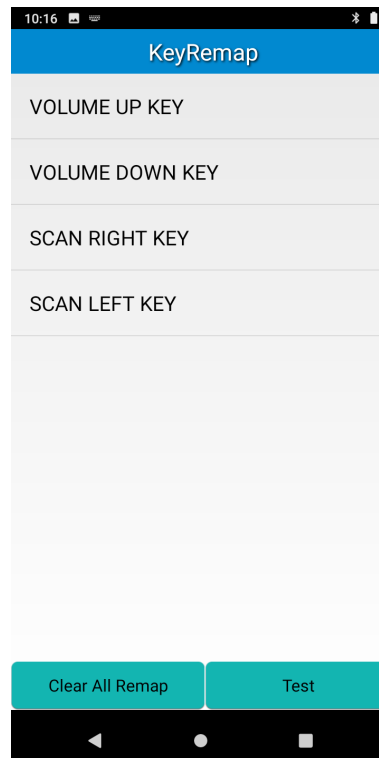 10:16
KeyRemap
VOLUME UP KEY
VOLUME DOWN KEY
SCAN RIGHT KEY
SCAN LEFT KEY
Clear All Remap
Test